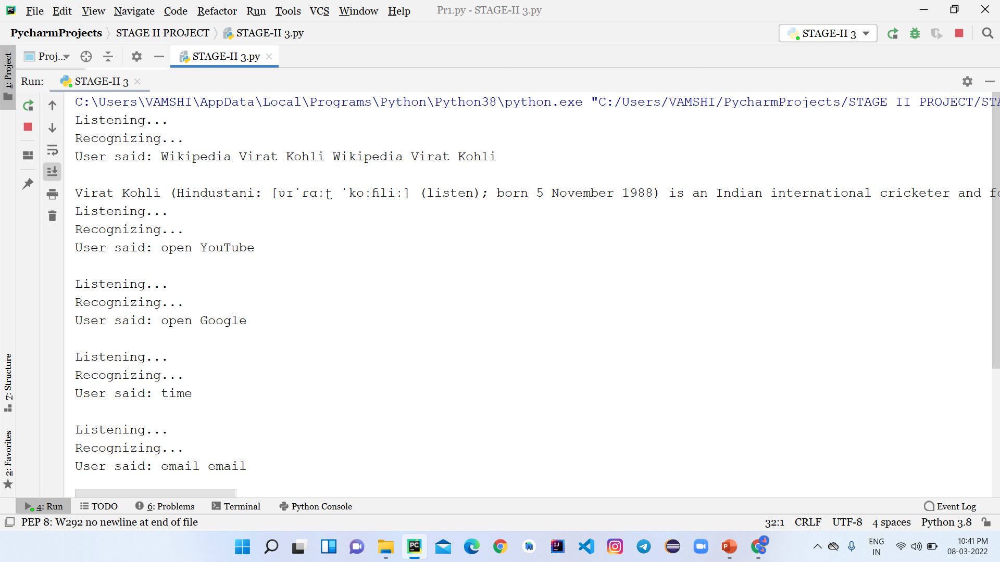 File Edit View Navigate Code Refactor Run Tools VCS Window Help Pr1.py - STAGE-II 3.py
PycharmProjects STAGE II PROJECT STAGE-II 3.py STAGE-II 3
1: Project Proj... STAGE-II 3.py
Run: STAGE-II 3
C:\Users\VAMSHI\AppData\Local\Programs\Python\Python38\python.exe "C:/Users/VAMSHI/PycharmProjects/STAGE II PROJECT/STA
Listening...
Recognizing...
User said: Wikipedia Virat Kohli Wikipedia Virat Kohli
Virat Kohli (Hindustani: [ʋɪˈɾɑːʈ ˈkoːɦliː] (listen); born 5 November 1988) is an Indian international cricketer and fo
Listening...
Recognizing...
User said: open YouTube
Listening...
Recognizing...
User said: open Google
Listening...
Recognizing...
User said: time
Listening...
Recognizing...
User said: email email
7: Structure
2: Favorites
4: Run TODO 6: Problems Terminal Python Console Event Log
PEP 8: W292 no newline at end of file 32:1 CRLF UTF-8 4 spaces Python 3.8
ENG 10:41 PM
IN 08-03-2022